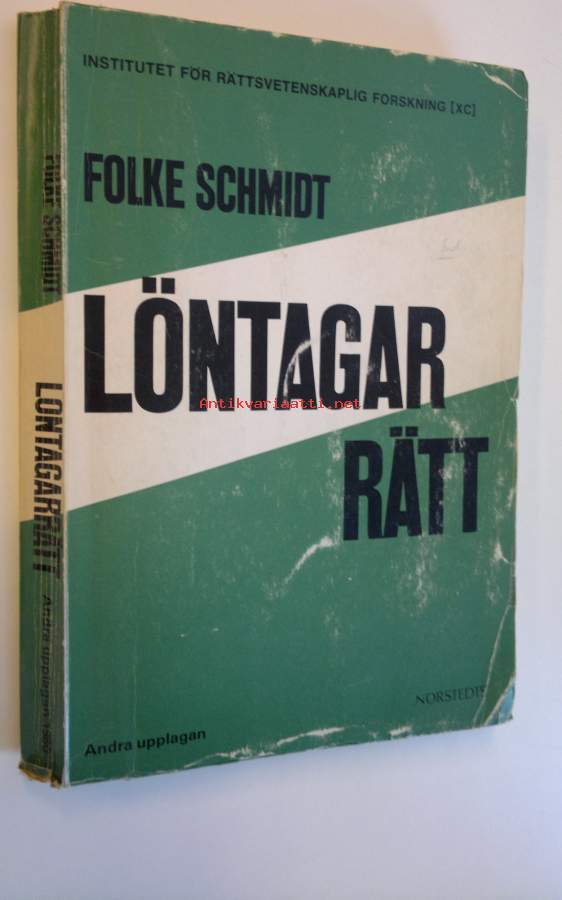 INSTITUTET FÖR RÄTTSVETENSKAPLIG FORSKNING [XC]
FOLKE SCHMIDT
LÖNTAGAR
RÄTT
NORSTEDTS
Andra upplagan
FOLKE SCHMIDT
LÖNTAGARRÄTT
Andra upplagan
Antikvariaatti.net